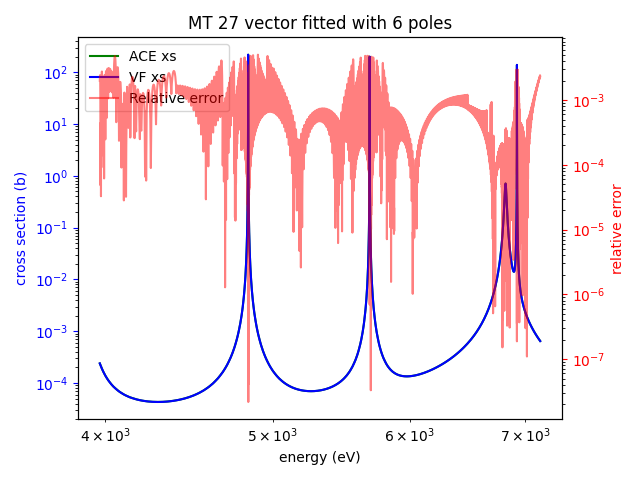 MT 27 vector fitted with 6 poles
ACE xs
VF xs
Relative error
cross section (b)
10²
10¹
10⁰
10⁻¹
10⁻²
10⁻³
10⁻⁴
relative error
10⁻³
10⁻⁴
10⁻⁵
10⁻⁶
10⁻⁷
4 × 10³ 5 × 10³ 6 × 10³ 7 × 10³
energy (eV)